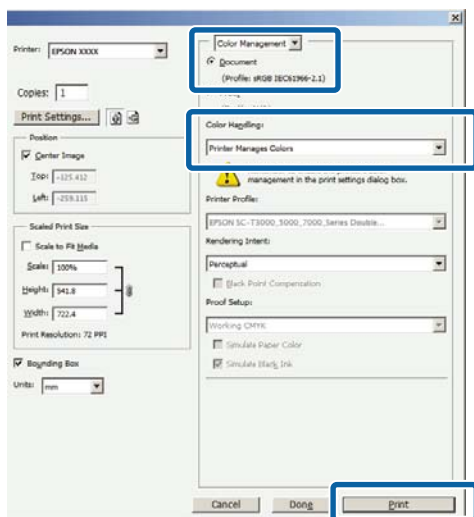 Printer: EPSON XXXX
Copies: 1
Print Settings...
Position
Center Image
Top: -125.412
Left: -259.115
Scaled Print Size
Scale to Fit Media
Scale: 100%
Height: 541.8
Width: 722.4
Print Resolution: 72 PPI
Bounding Box
Units: mm
Color Management
Document
(Profile: sRGB IEC61966-2.1)
Color Handling:
Printer Manages Colors
management in the print settings dialog box.
Printer Profile:
EPSON SC-T3000_5000_7000_Series Double...
Rendering Intent:
Perceptual
Black Point Compensation
Proof Setup:
Working CMYK
Simulate Paper Color
Simulate Black Ink
Cancel
Done
Print